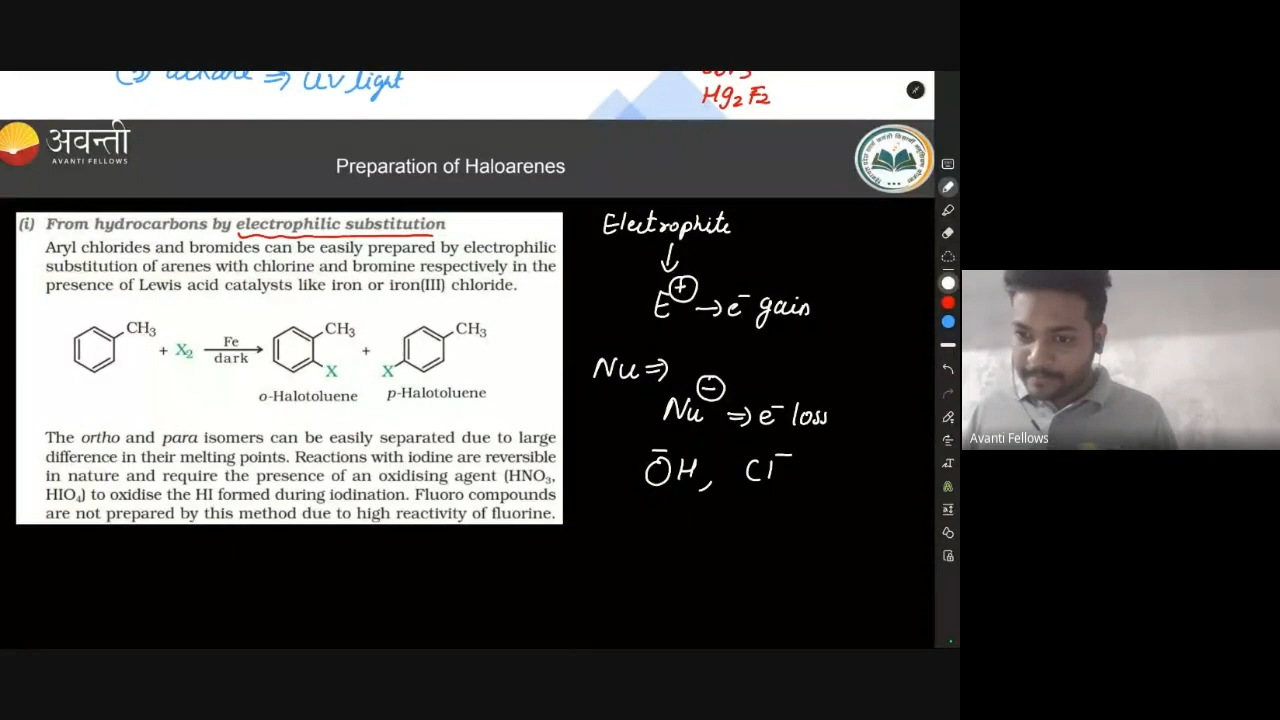 alkane ⇒ UV light
Hg2F2
अवन्ती
AVANTI FELLOWS
Preparation of Haloarenes
(i) From hydrocarbons by electrophilic substitution
Aryl chlorides and bromides can be easily prepared by electrophilic
substitution of arenes with chlorine and bromine respectively in the
presence of Lewis acid catalysts like iron or iron(III) chloride.
CH₃ + X₂ Fe dark CH₃ X + CH₃ X
o-Halotoluene p-Halotoluene
The ortho and para isomers can be easily separated due to large
difference in their melting points. Reactions with iodine are reversible
in nature and require the presence of an oxidising agent (HNO₃,
HIO₄) to oxidise the HI formed during iodination. Fluoro compounds
are not prepared by this method due to high reactivity of fluorine.
Electrophite
↓
E⊕ → e⁻ gain
Nu ⇒
Nu⊖ ⇒ e⁻ loss
ŌH, Cl⁻
Avanti Fellows